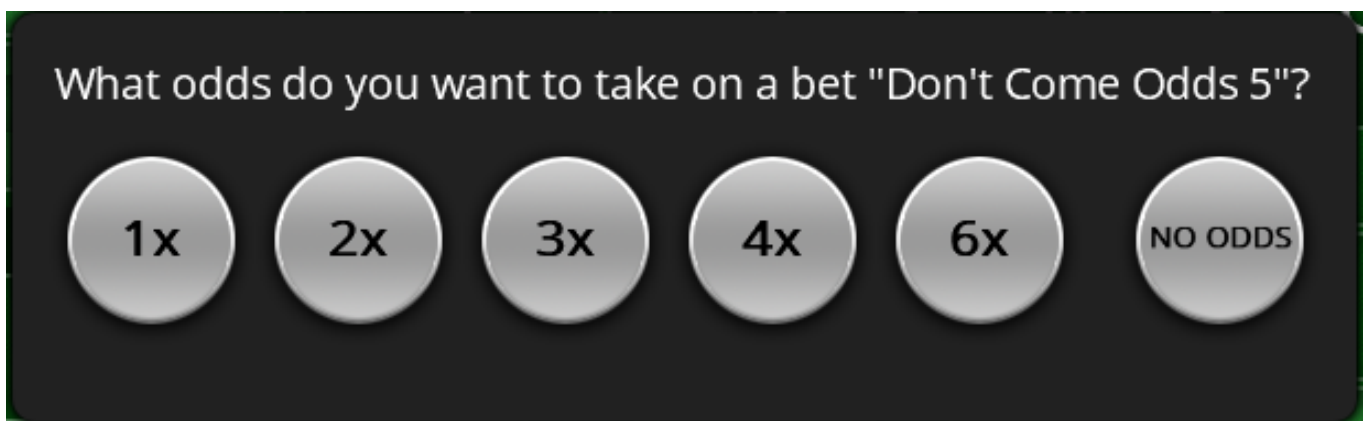 What odds do you want to take on a bet "Don't Come Odds 5"?
1x 2x 3x 4x 6x NO ODDS